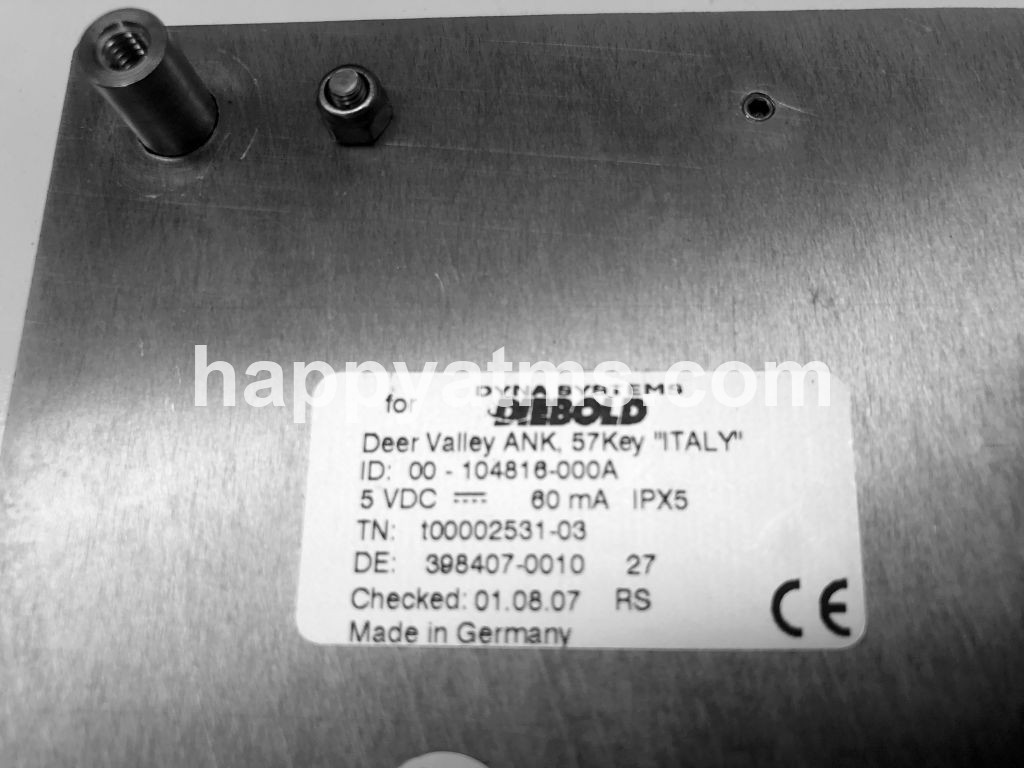 happyatms.com
DYNA SYSTEMS
for DIEBOLD
Deer Valley ANK, 57Key "ITALY"
ID: 00 - 104818-000A
5 VDC 60 mA IPX5
TN: t00002531-03
DE: 398407-0010 27
Checked: 01.08.07 RS
Made in Germany
CE